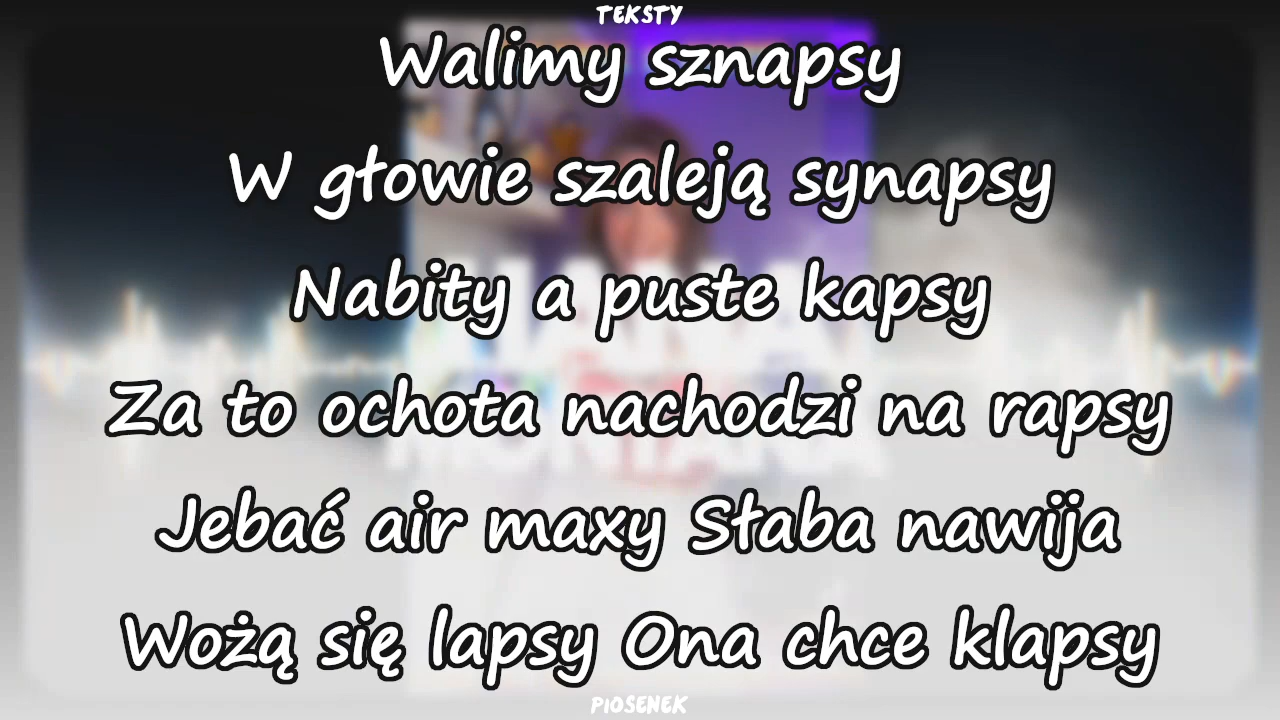 TEKSTY
Walimy sznapsy
W głowie szaleją synapsy
Nabity a puste kapsy
Za to ochota nachodzi na rapsy
Jebać air maxy Słaba nawija
Wożą się lapsy Ona chce klapsy
PIOSENEK